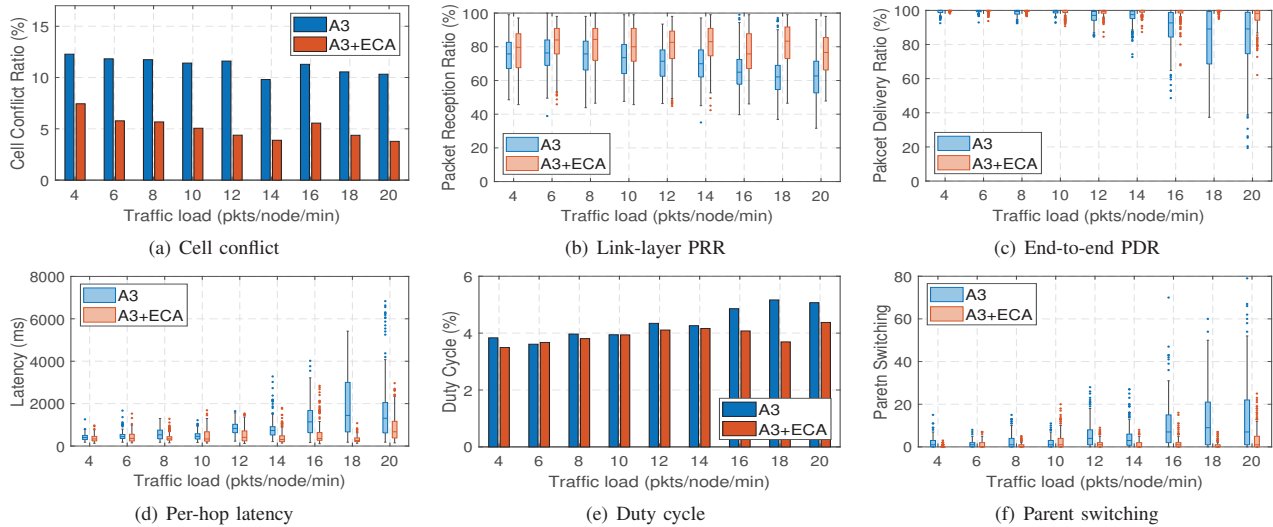 Cell Conflict Ratio (%)
15
10
5
0
A3
A3+ECA
4 6 8 10 12 14 16 18 20
Traffic load (pkts/node/min)
(a) Cell conflict
Packet Reception Ratio (%)
100
80
60
40
20
0
A3
A3+ECA
4 6 8 10 12 14 16 18 20
Traffic load (pkts/node/min)
(b) Link-layer PRR
Pakcet Delivery Ratio (%)
100
80
60
40
20
0
A3
A3+ECA
4 6 8 10 12 14 16 18 20
Traffic load (pkts/node/min)
(c) End-to-end PDR
Latency (ms)
8000
6000
4000
2000
0
A3
A3+ECA
4 6 8 10 12 14 16 18 20
Traffic load (pkts/node/min)
(d) Per-hop latency
Duty Cycle (%)
6
4
2
0
A3
A3+ECA
4 6 8 10 12 14 16 18 20
Traffic load (pkts/node/min)
(e) Duty cycle
Paretn Switching
80
60
40
20
0
A3
A3+ECA
4 6 8 10 12 14 16 18 20
Traffic load (pkts/node/min)
(f) Parent switching